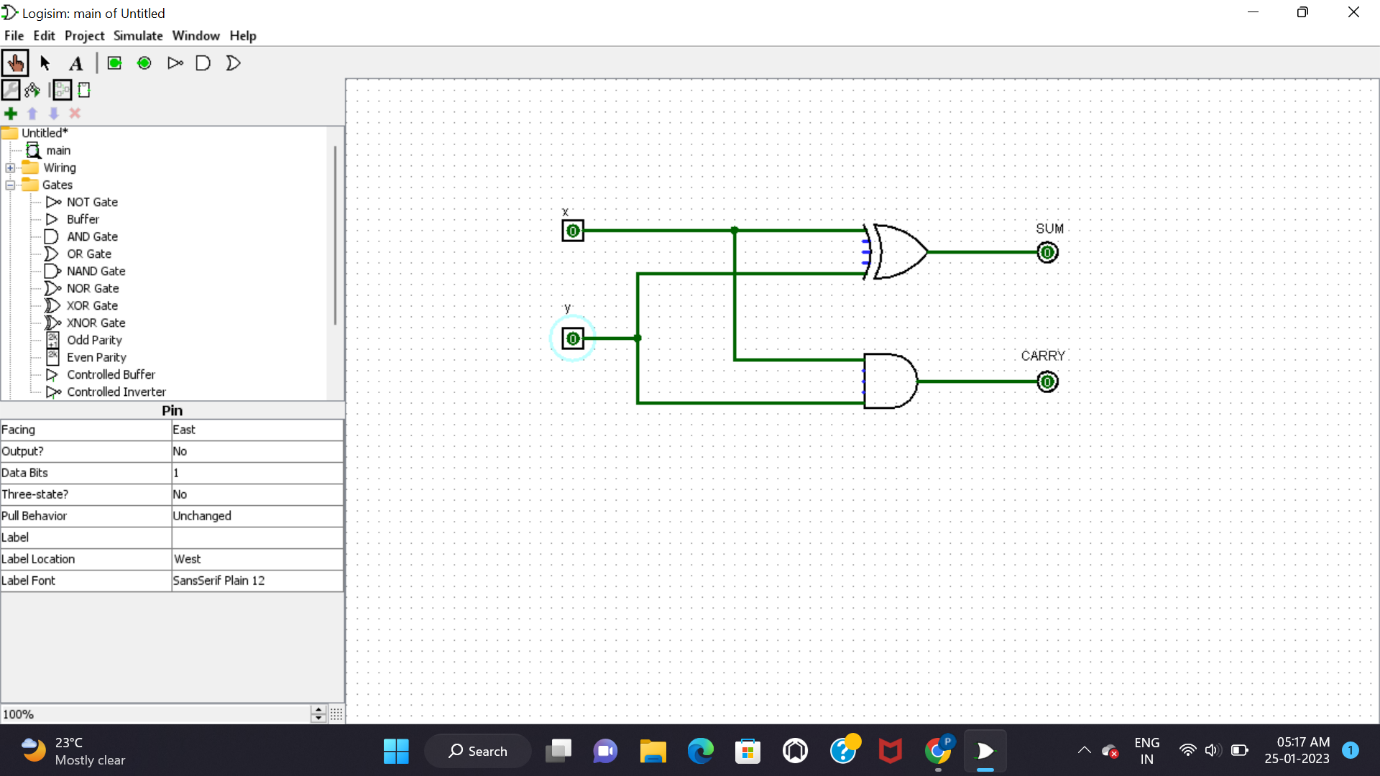 Logisim: main of Untitled
File Edit Project Simulate Window Help
A
Untitled*
main
Wiring
Gates
NOT Gate
Buffer
AND Gate
OR Gate
NAND Gate
NOR Gate
XOR Gate
XNOR Gate
Odd Parity
Even Parity
Controlled Buffer
Controlled Inverter
Pin
Facing East
Output? No
Data Bits 1
Three-state? No
Pull Behavior Unchanged
Label
Label Location West
Label Font SansSerif Plain 12
100%
x
0
SUM
0
y
0
CARRY
0
23°C
Mostly clear
Search
P
ENG
IN
05:17 AM
25-01-2023
1